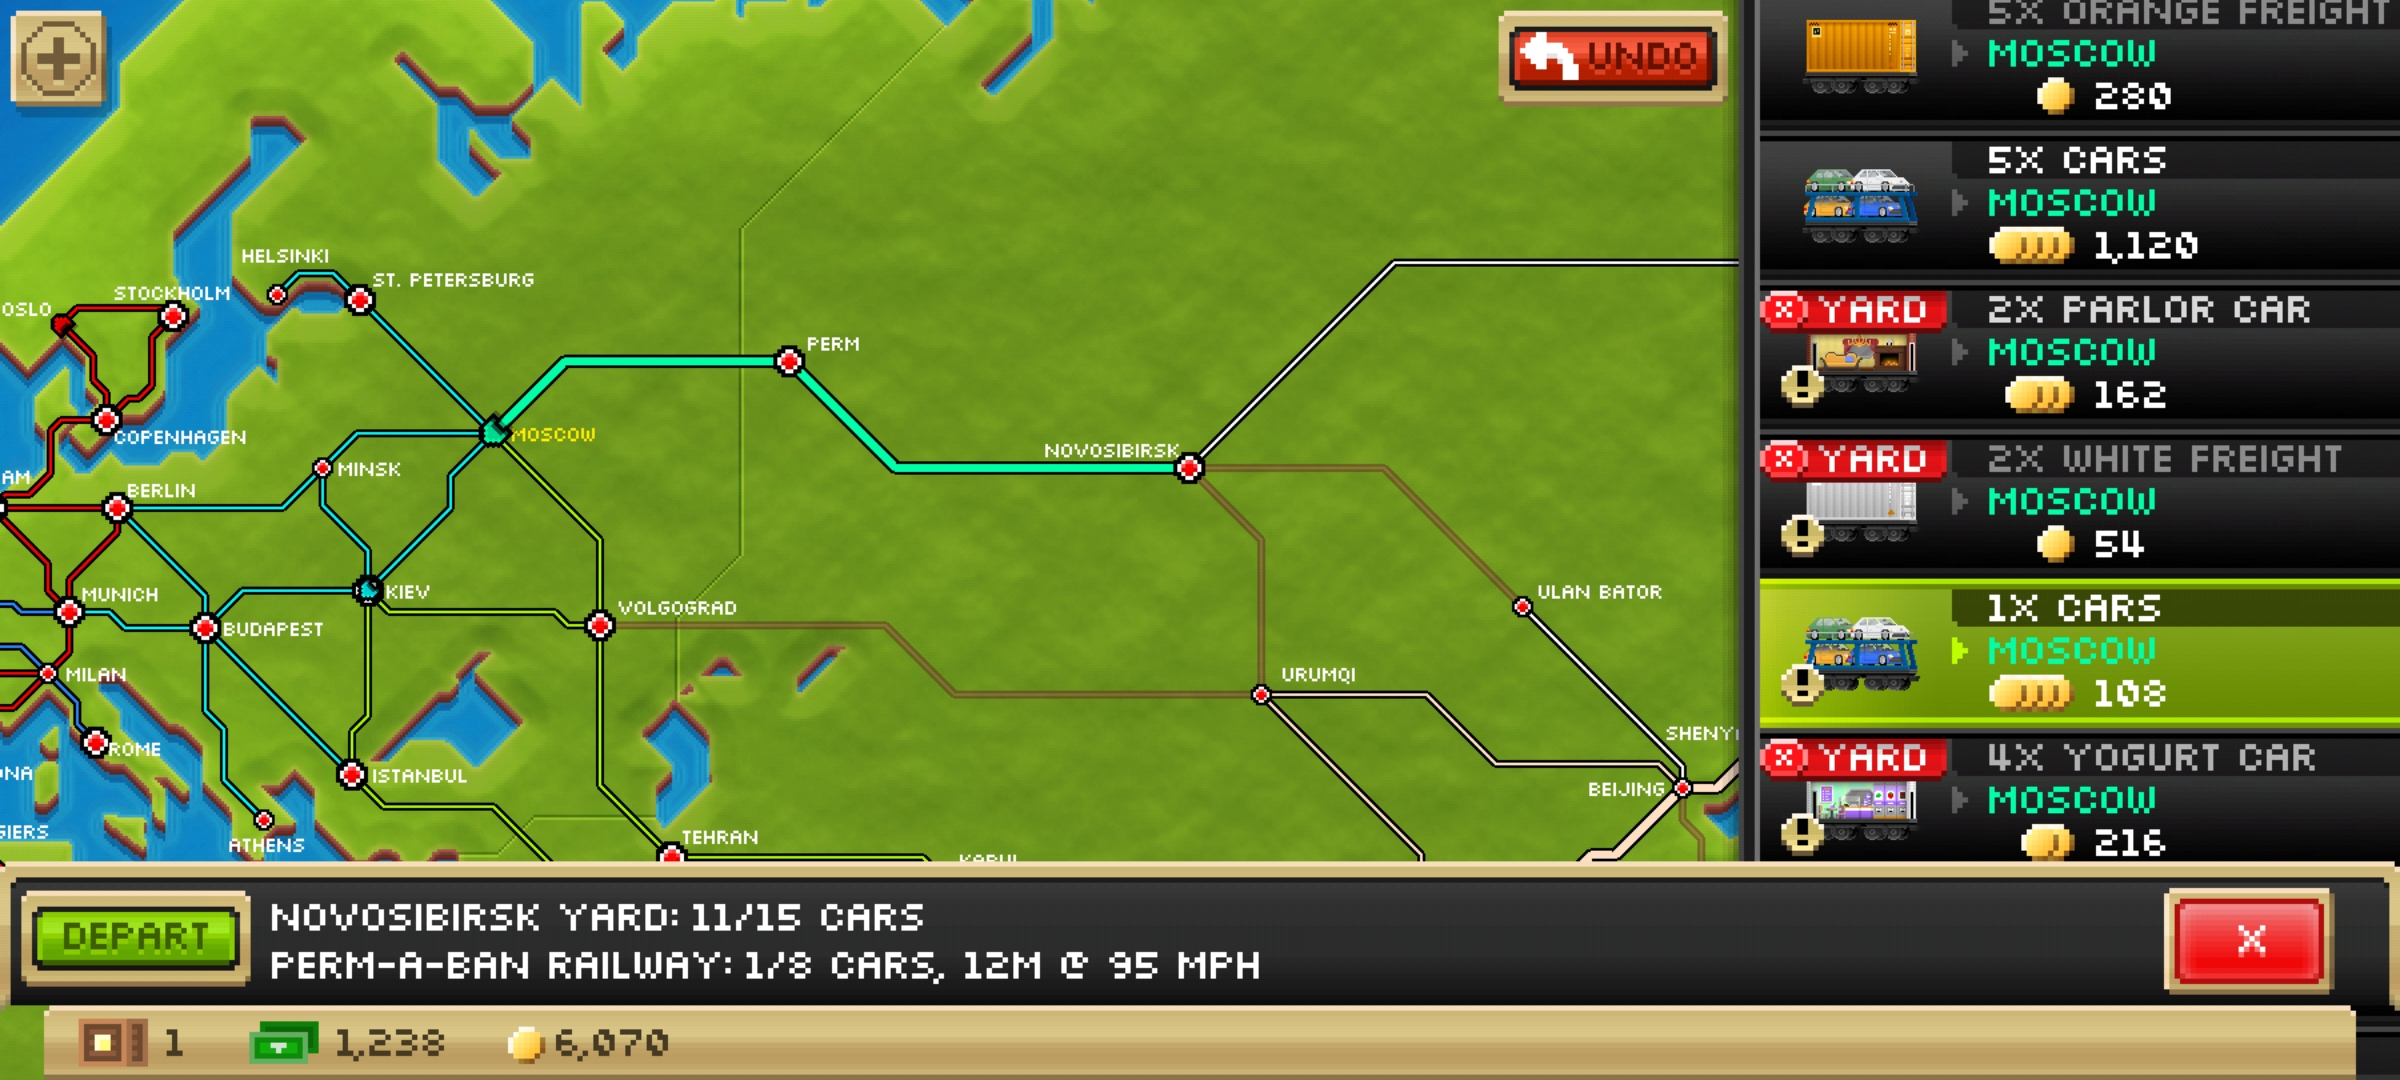 UNDO
HELSINKI
ST. PETERSBURG
STOCKHOLM
OSLO
PERM
COPENHAGEN
MOSCOW
NOVOSIBIRSK
MINSK
AM
BERLIN
MUNICH
KIEV
VOLGOGRAD
ULAN BATOR
BUDAPEST
MILAN
URUMQI
ROME
SHENY
ISTANBUL
BEIJING
ATHENS
TEHRAN
KABUL
5X ORANGE FREIGHT
MOSCOW
280
5X CARS
MOSCOW
1,120
YARD
2X PARLOR CAR
MOSCOW
162
YARD
2X WHITE FREIGHT
MOSCOW
54
1X CARS
MOSCOW
108
YARD
4X YOGURT CAR
MOSCOW
216
DEPART
NOVOSIBIRSK YARD: 11/15 CARS
PERM-A-BAN RAILWAY: 1/8 CARS, 12M @ 95 MPH
X
1
1,238
6,070